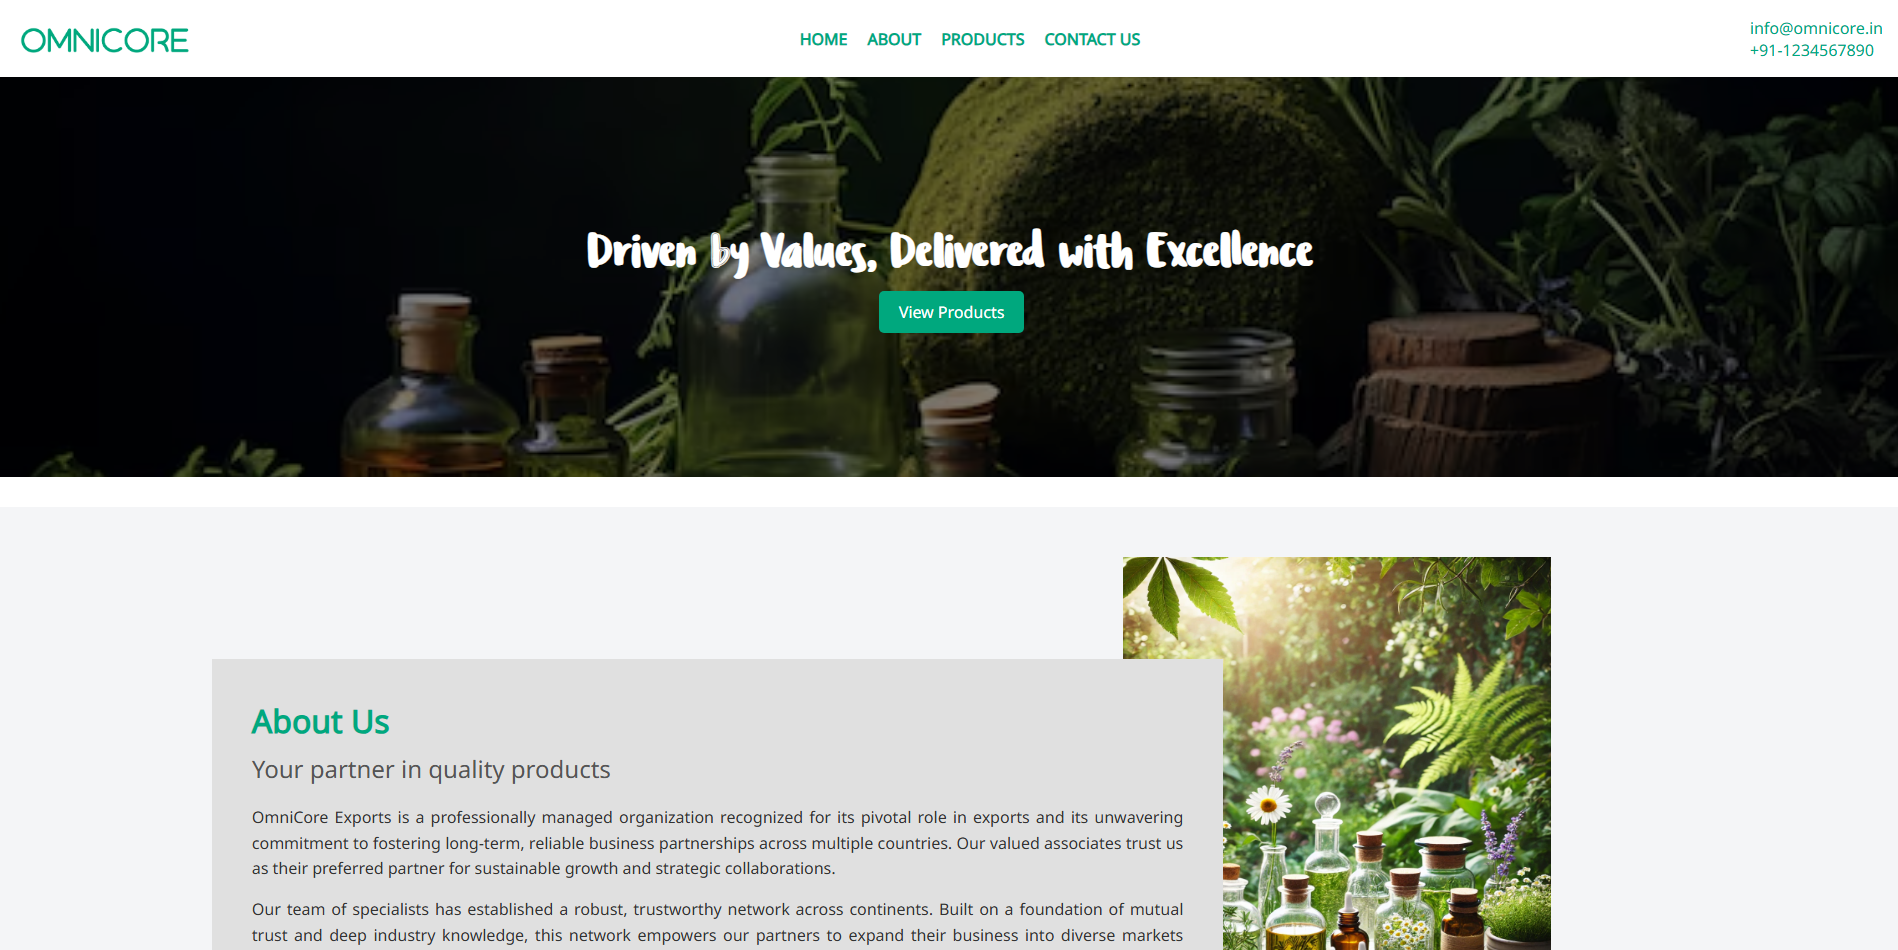 OMNICORE
HOME ABOUT PRODUCTS CONTACT US
info@omnicore.in
+91-1234567890
Driven by Values, Delivered with Excellence
View Products
About Us
Your partner in quality products
OmniCore Exports is a professionally managed organization recognized for its pivotal role in exports and its unwavering
commitment to fostering long-term, reliable business partnerships across multiple countries. Our valued associates trust us
as their preferred partner for sustainable growth and strategic collaborations.
Our team of specialists has established a robust, trustworthy network across continents. Built on a foundation of mutual
trust and deep industry knowledge, this network empowers our partners to expand their business into diverse markets